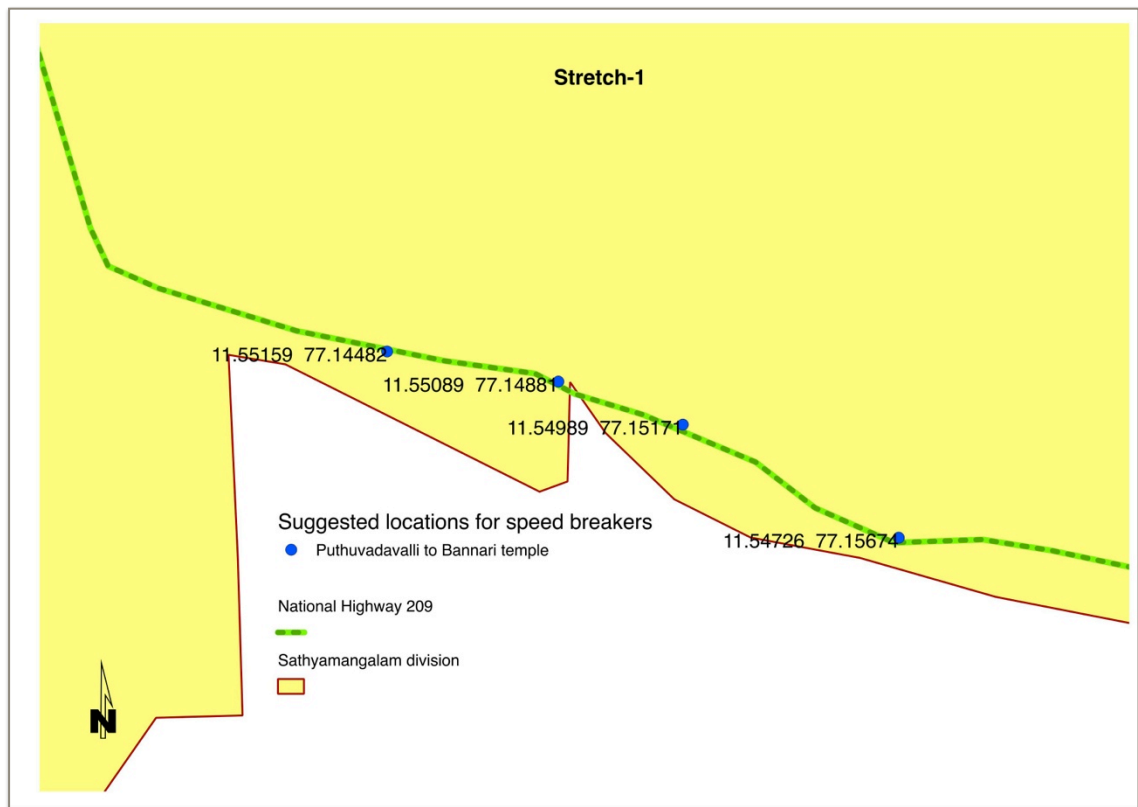 Stretch-1
11.55159 77.14482
11.55089 77.14881
11.54989 77.15171
Suggested locations for speed breakers
11.54726 77.15674
Puthuvadavalli to Bannari temple
National Highway 209
Sathyamangalam division
N